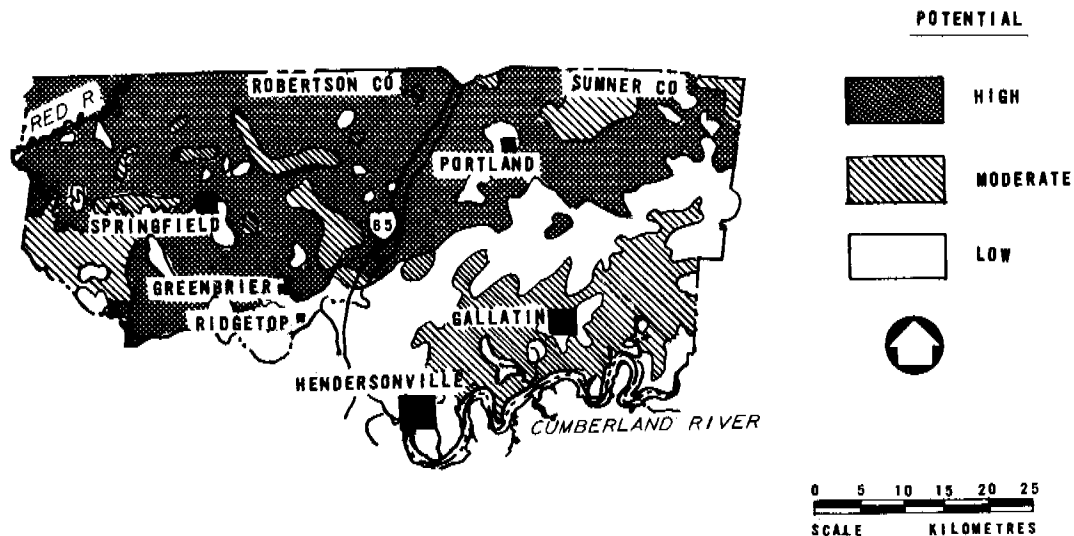 POTENTIAL
HIGH
MODERATE
LOW
ROBERTSON CO
SUMNER CO
RED R
PORTLAND
SPRINGFIELD
65
GREENBRIER
RIDGETOP
GALLATIN
HENDERSONVILLE
CUMBERLAND RIVER
0 5 10 15 20 25
SCALE KILOMETRES